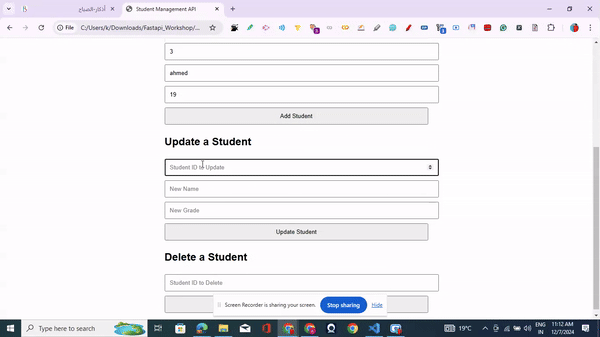 أذكار-الصباح
Student Management API
File
C:/Users/k/Downloads/Fastapi_Workshop/...
3
ahmed
19
Add Student
Update a Student
Student ID to Update
New Name
New Grade
Update Student
Delete a Student
Student ID to Delete
Screen Recorder is sharing your screen.
Stop sharing
Hide
Type here to search
19°C
ENG
IN
11:12 AM
12/7/2024